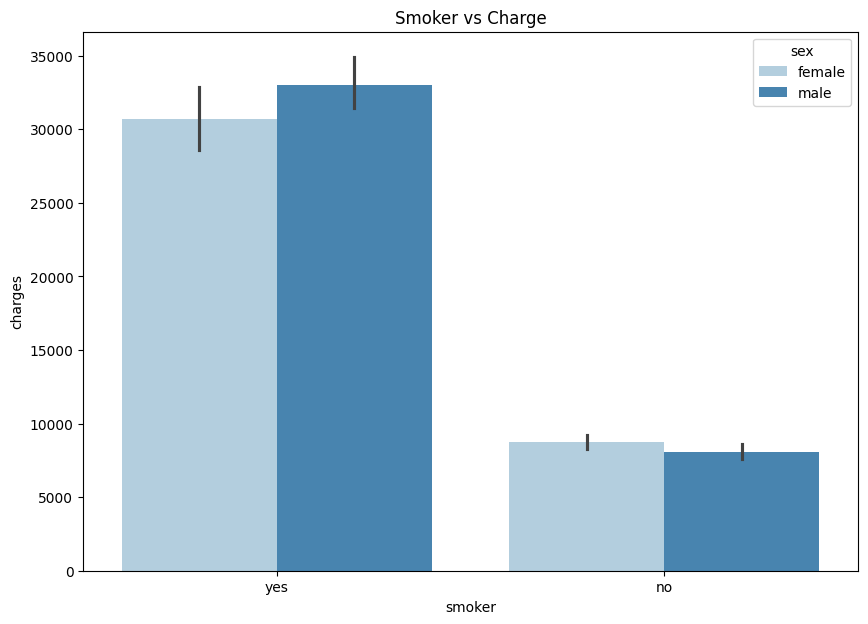 Smoker vs Charge
sex
female
male
charges
35000
30000
25000
20000
15000
10000
5000
0
yes
no
smoker